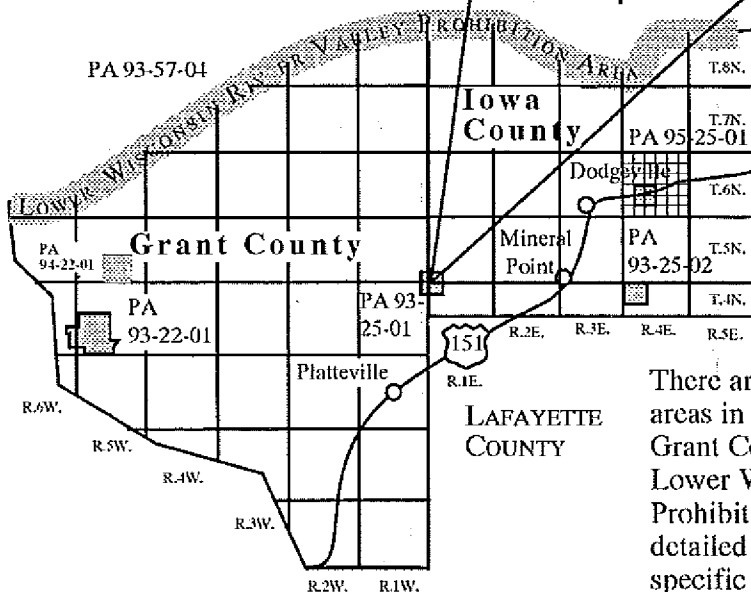 LOWER WISCONSIN RIVER VALLEY PROHIBITION AREA
PA 93-57-04
T.8N.
Iowa
County
T.7N.
PA 95-25-01
Dodgeville
T.6N.
PA
94-22-01
Grant County
Mineral
Point
PA
93-25-02
T.5N.
PA
93-22-01
PA 93-
25-01
T.4N.
R.2E.
R.3E.
R.4E.
R.5E.
151
Platteville
R.1E.
R.6W.
LAFAYETTE
COUNTY
R.5W.
R.4W.
R.3W.
R.2W.
R.1W.
There ar
areas in
Grant Co
Lower W
Prohibit
detailed
specific